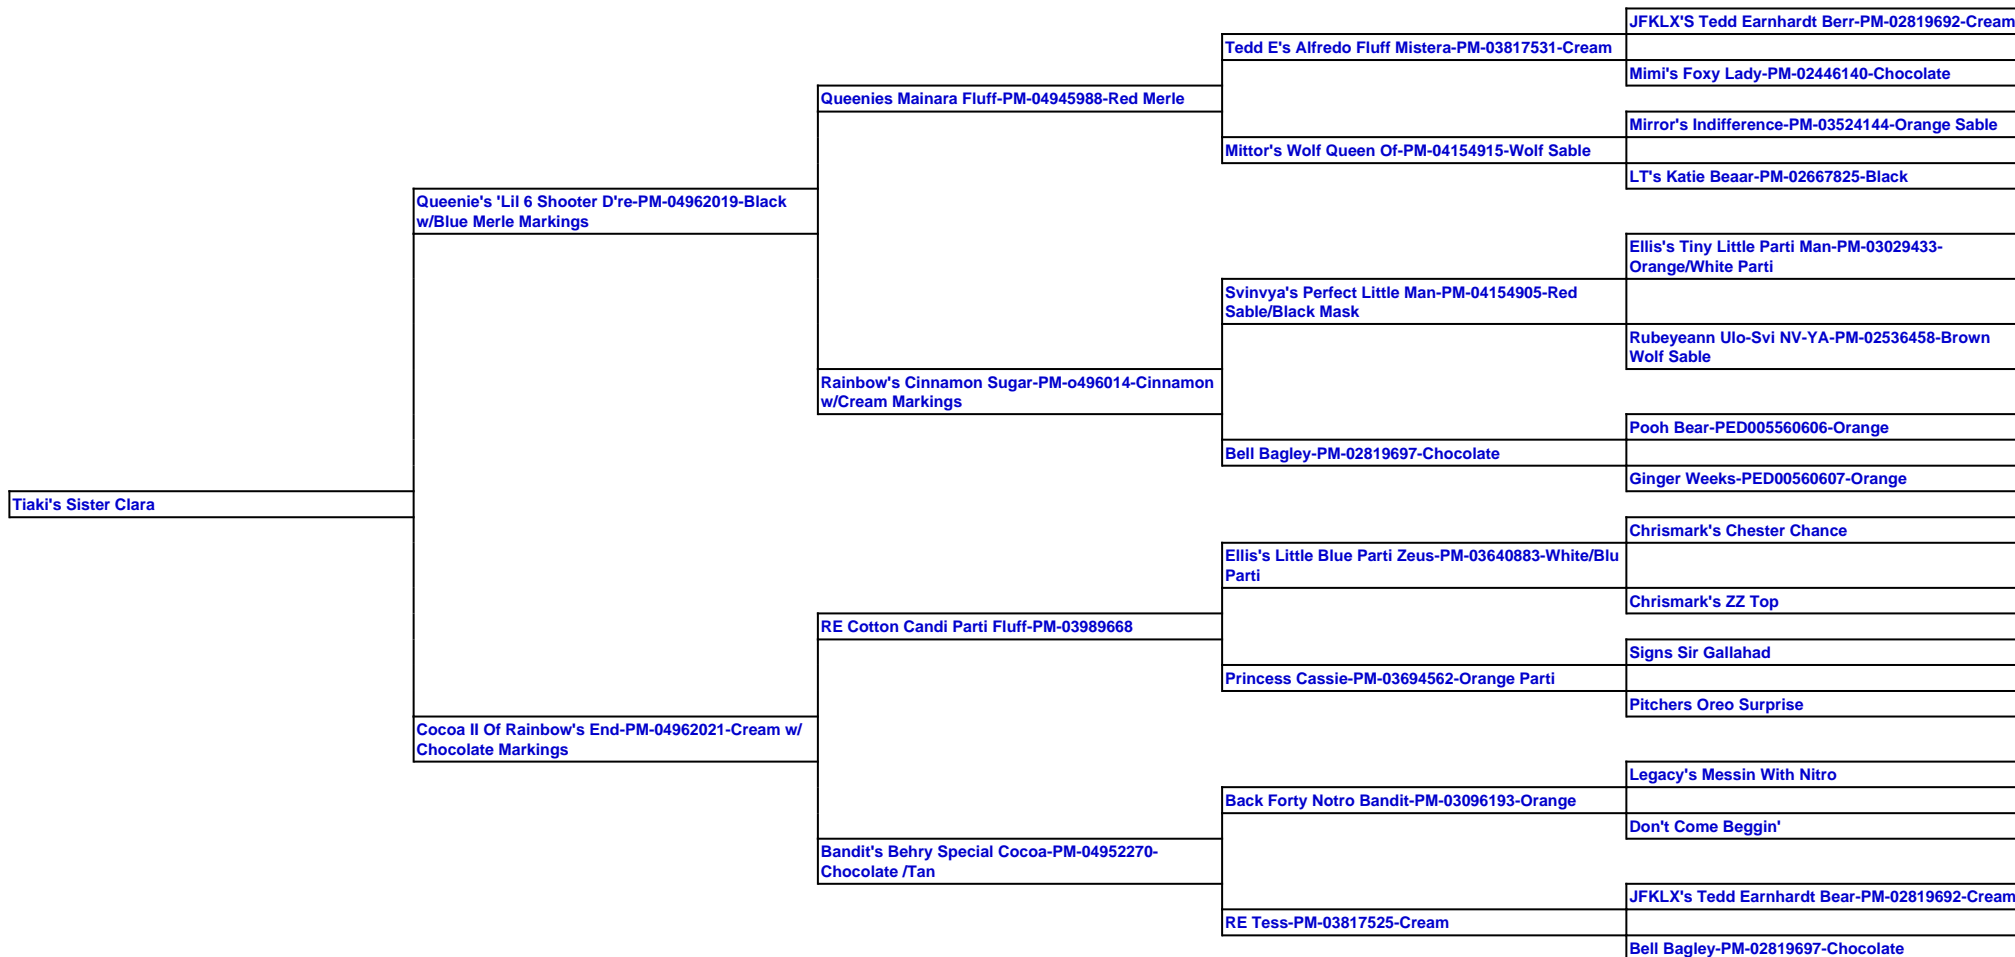 JFKLX'S Tedd Earnhardt Berr-PM-02819692-Cream
Tedd E's Alfredo Fluff Mistera-PM-03817531-Cream
Mimi's Foxy Lady-PM-02446140-Chocolate
Queenies Mainara Fluff-PM-04945988-Red Merle
Mirror's Indifference-PM-03524144-Orange Sable
Mittor's Wolf Queen Of-PM-04154915-Wolf Sable
LT's Katie Beaar-PM-02667825-Black
Queenie's 'Lil 6 Shooter D're-PM-04962019-Black
w/Blue Merle Markings
Ellis's Tiny Little Parti Man-PM-03029433-
Orange/White Parti
Svinvya's Perfect Little Man-PM-04154905-Red
Sable/Black Mask
Rubeyeann Ulo-Svi NV-YA-PM-02536458-Brown
Wolf Sable
Rainbow's Cinnamon Sugar-PM-o496014-Cinnamon
w/Cream Markings
Pooh Bear-PED005560606-Orange
Bell Bagley-PM-02819697-Chocolate
Ginger Weeks-PED00560607-Orange
Tiaki's Sister Clara
Chrismark's Chester Chance
Ellis's Little Blue Parti Zeus-PM-03640883-White/Blu
Parti
Chrismark's ZZ Top
RE Cotton Candi Parti Fluff-PM-03989668
Signs Sir Gallahad
Princess Cassie-PM-03694562-Orange Parti
Pitchers Oreo Surprise
Cocoa II Of Rainbow's End-PM-04962021-Cream w/
Chocolate Markings
Legacy's Messin With Nitro
Back Forty Notro Bandit-PM-03096193-Orange
Don't Come Beggin'
Bandit's Behry Special Cocoa-PM-04952270-
Chocolate /Tan
JFKLX's Tedd Earnhardt Bear-PM-02819692-Cream
RE Tess-PM-03817525-Cream
Bell Bagley-PM-02819697-Chocolate